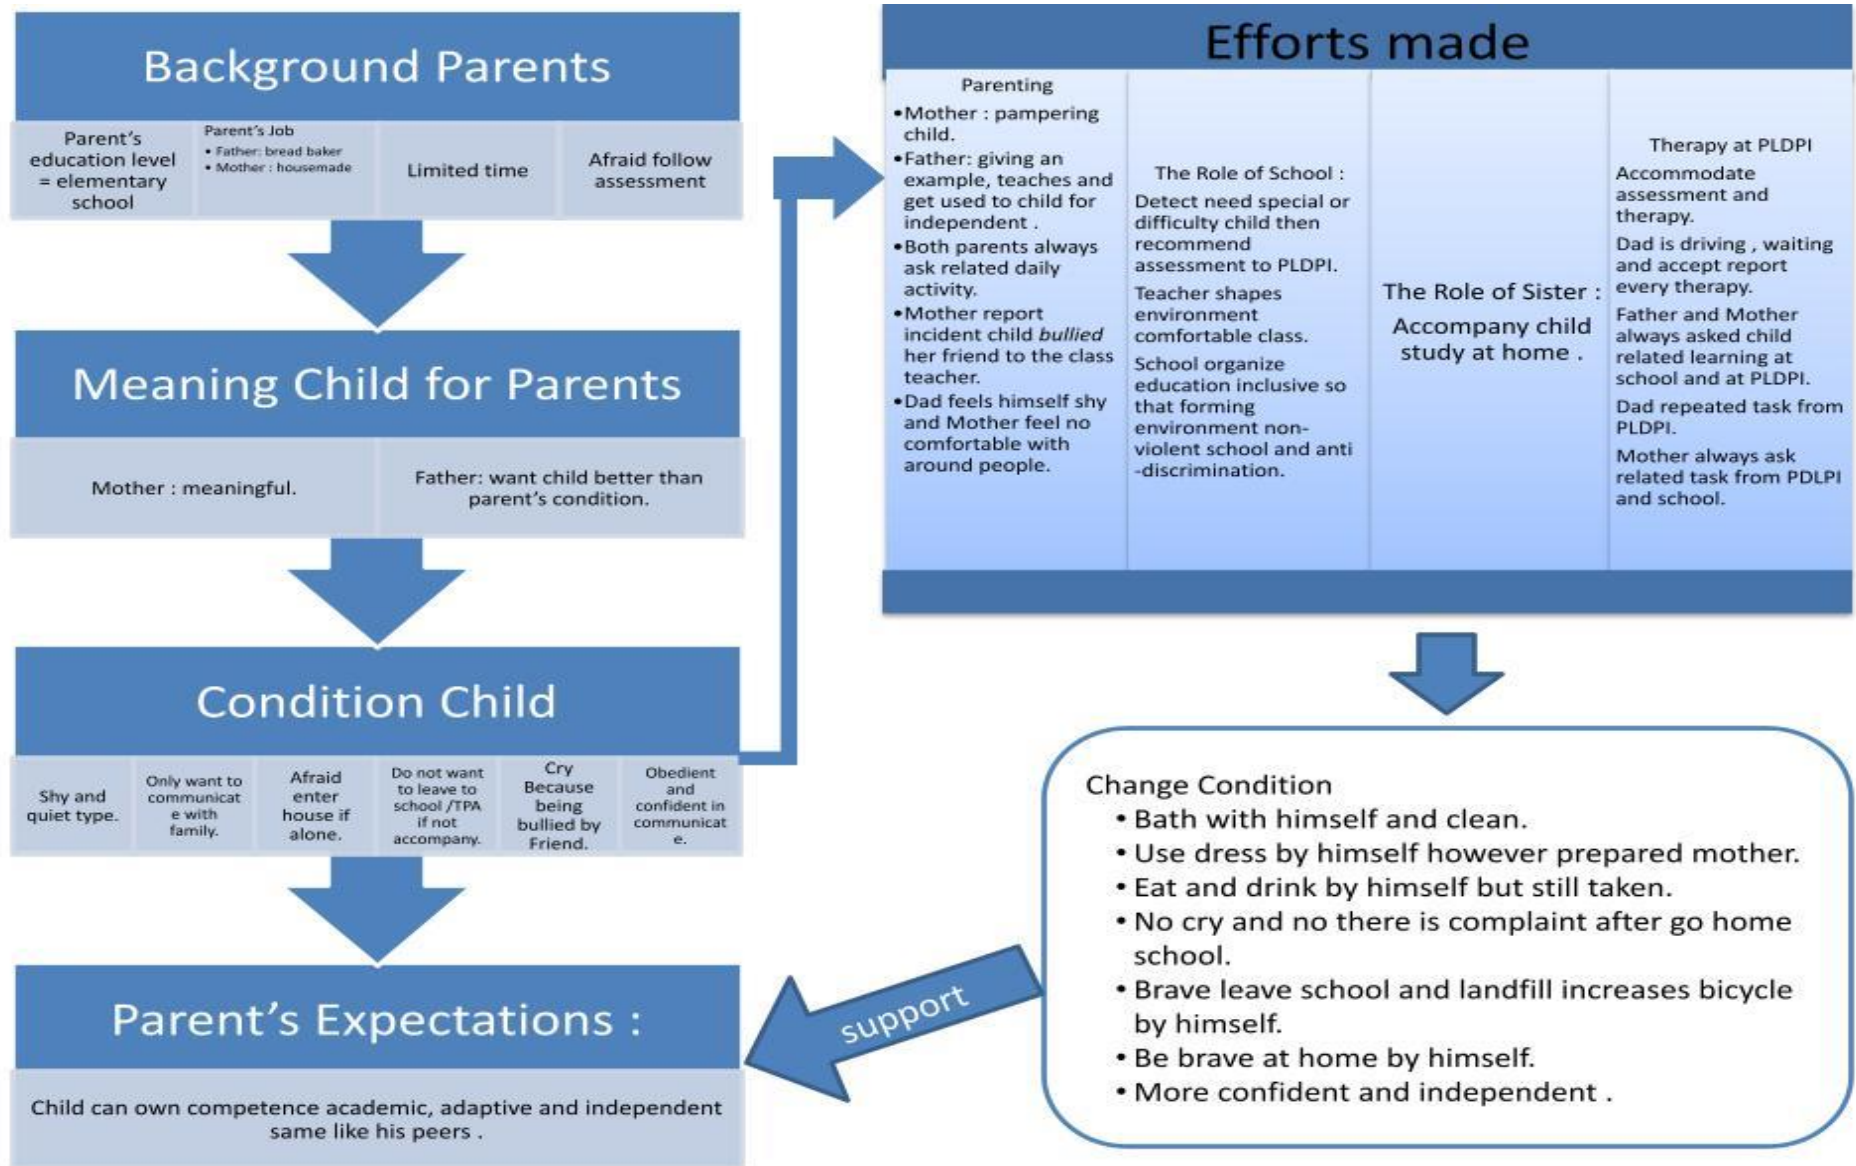 Background Parents
Parent's
education level
= elementary
school
Parent's Job
• Father: bread baker
• Mother : housemade
Limited time
Afraid follow
assessment
Meaning Child for Parents
Mother : meaningful.
Father: want child better than
parent's condition.
Condition Child
Shy and
quiet type.
Only want to
communicat
e with
family.
Afraid
enter
house if
alone.
Do not want
to leave to
school /TPA
if not
accompany.
Cry
Because
being
bullied by
Friend.
Obedient
and
confident in
communicat
e.
Parent's Expectations :
Child can own competence academic, adaptive and independent
same like his peers .
Efforts made
Parenting
•Mother : pampering
child.
•Father: giving an
example, teaches and
get used to child for
independent .
•Both parents always
ask related daily
activity.
•Mother report
incident child bullied
her friend to the class
teacher.
•Dad feels himself shy
and Mother feel no
comfortable with
around people.
The Role of School :
Detect need special or
difficulty child then
recommend
assessment to PLDPI.
Teacher shapes
environment
comfortable class.
School organize
education inclusive so
that forming
environment non-
violent school and anti
-discrimination.
The Role of Sister :
Accompany child
study at home .
Therapy at PLDPI
Accommodate
assessment and
therapy.
Dad is driving , waiting
and accept report
every therapy.
Father and Mother
always asked child
related learning at
school and at PLDPI.
Dad repeated task from
PLDPI.
Mother always ask
related task from PDLPI
and school.
Change Condition
• Bath with himself and clean.
• Use dress by himself however prepared mother.
• Eat and drink by himself but still taken.
• No cry and no there is complaint after go home
school.
• Brave leave school and landfill increases bicycle
by himself.
• Be brave at home by himself.
• More confident and independent .
support